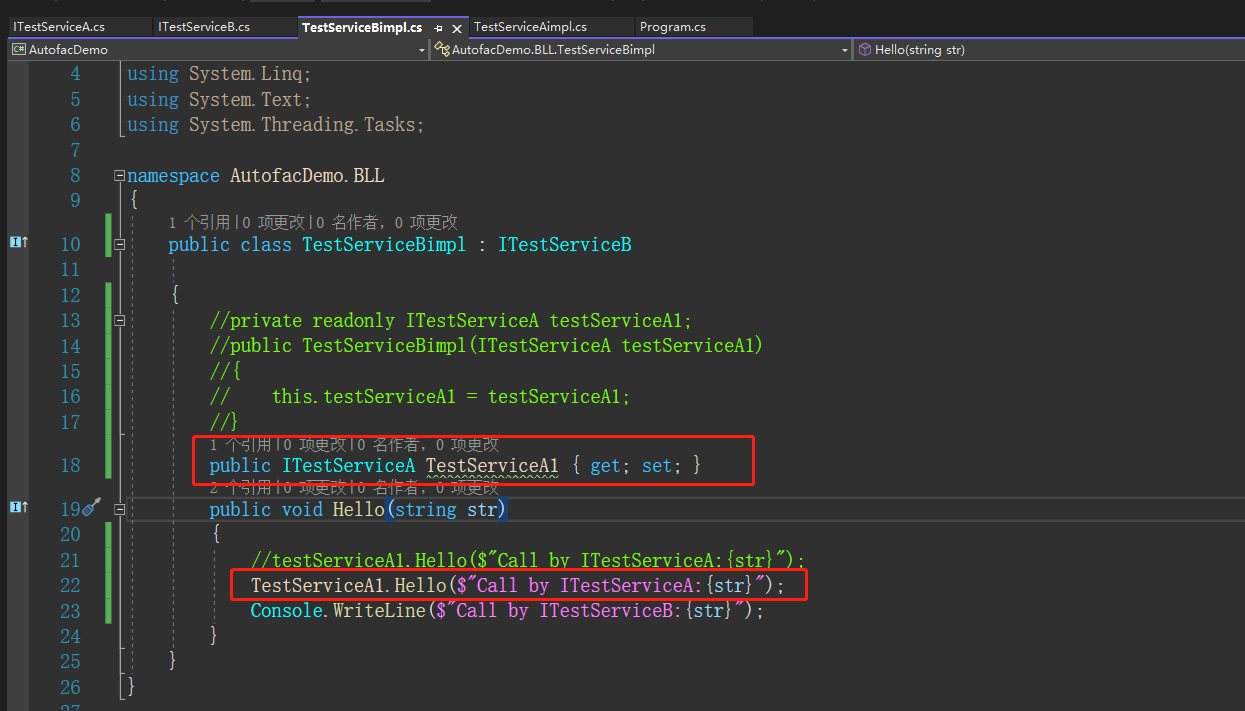 ITestServiceA.cs ITestServiceB.cs TestServiceBimpl.cs TestServiceAimpl.cs Program.cs
C# AutofacDemo AutofacDemo.BLL.TestServiceBimpl Hello(string str)
4 using System.Linq;
5 using System.Text;
6 using System.Threading.Tasks;
7
8 namespace AutofacDemo.BLL
9 {
1 个引用|0 项更改|0 名作者，0 项更改
10 public class TestServiceBimpl : ITestServiceB
11
12 {
13 //private readonly ITestServiceA testServiceA1;
14 //public TestServiceBimpl(ITestServiceA testServiceA1)
15 //{
16 //    this.testServiceA1 = testServiceA1;
17 //}
1 个引用|0 项更改|0 名作者，0 项更改
18 public ITestServiceA TestServiceA1 { get; set; }
2 个引用|0 项更改|0 名作者，0 项更改
19 public void Hello(string str)
20 {
21 //testServiceA1.Hello($"Call by ITestServiceA:{str}");
22 TestServiceA1.Hello($"Call by ITestServiceA:{str}");
23 Console.WriteLine($"Call by ITestServiceB:{str}");
24 }
25 }
26 }
27